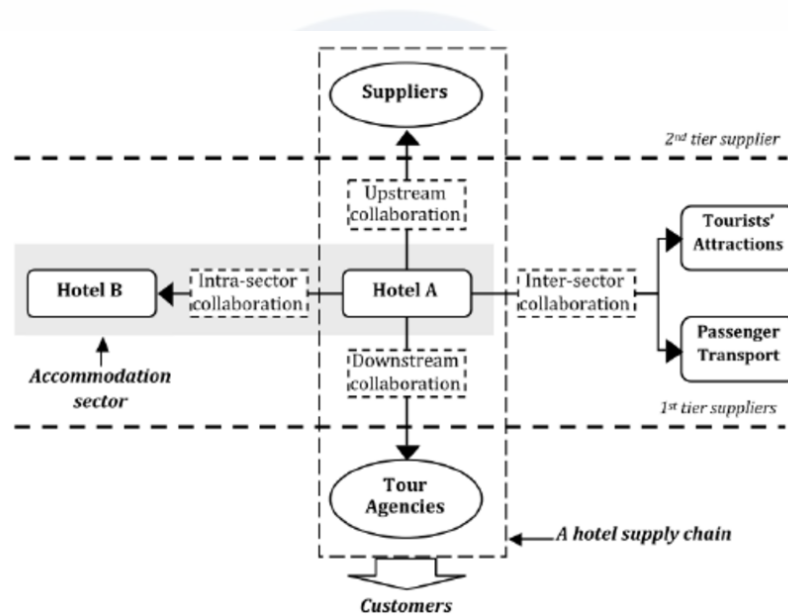 Suppliers
2nd tier supplier
Upstream
collaboration
Tourists'
Attractions
Hotel B
Intra-sector
collaboration
Hotel A
Inter-sector
collaboration
Passenger
Transport
Downstream
collaboration
Accommodation
sector
1st tier suppliers
Tour
Agencies
A hotel supply chain
Customers